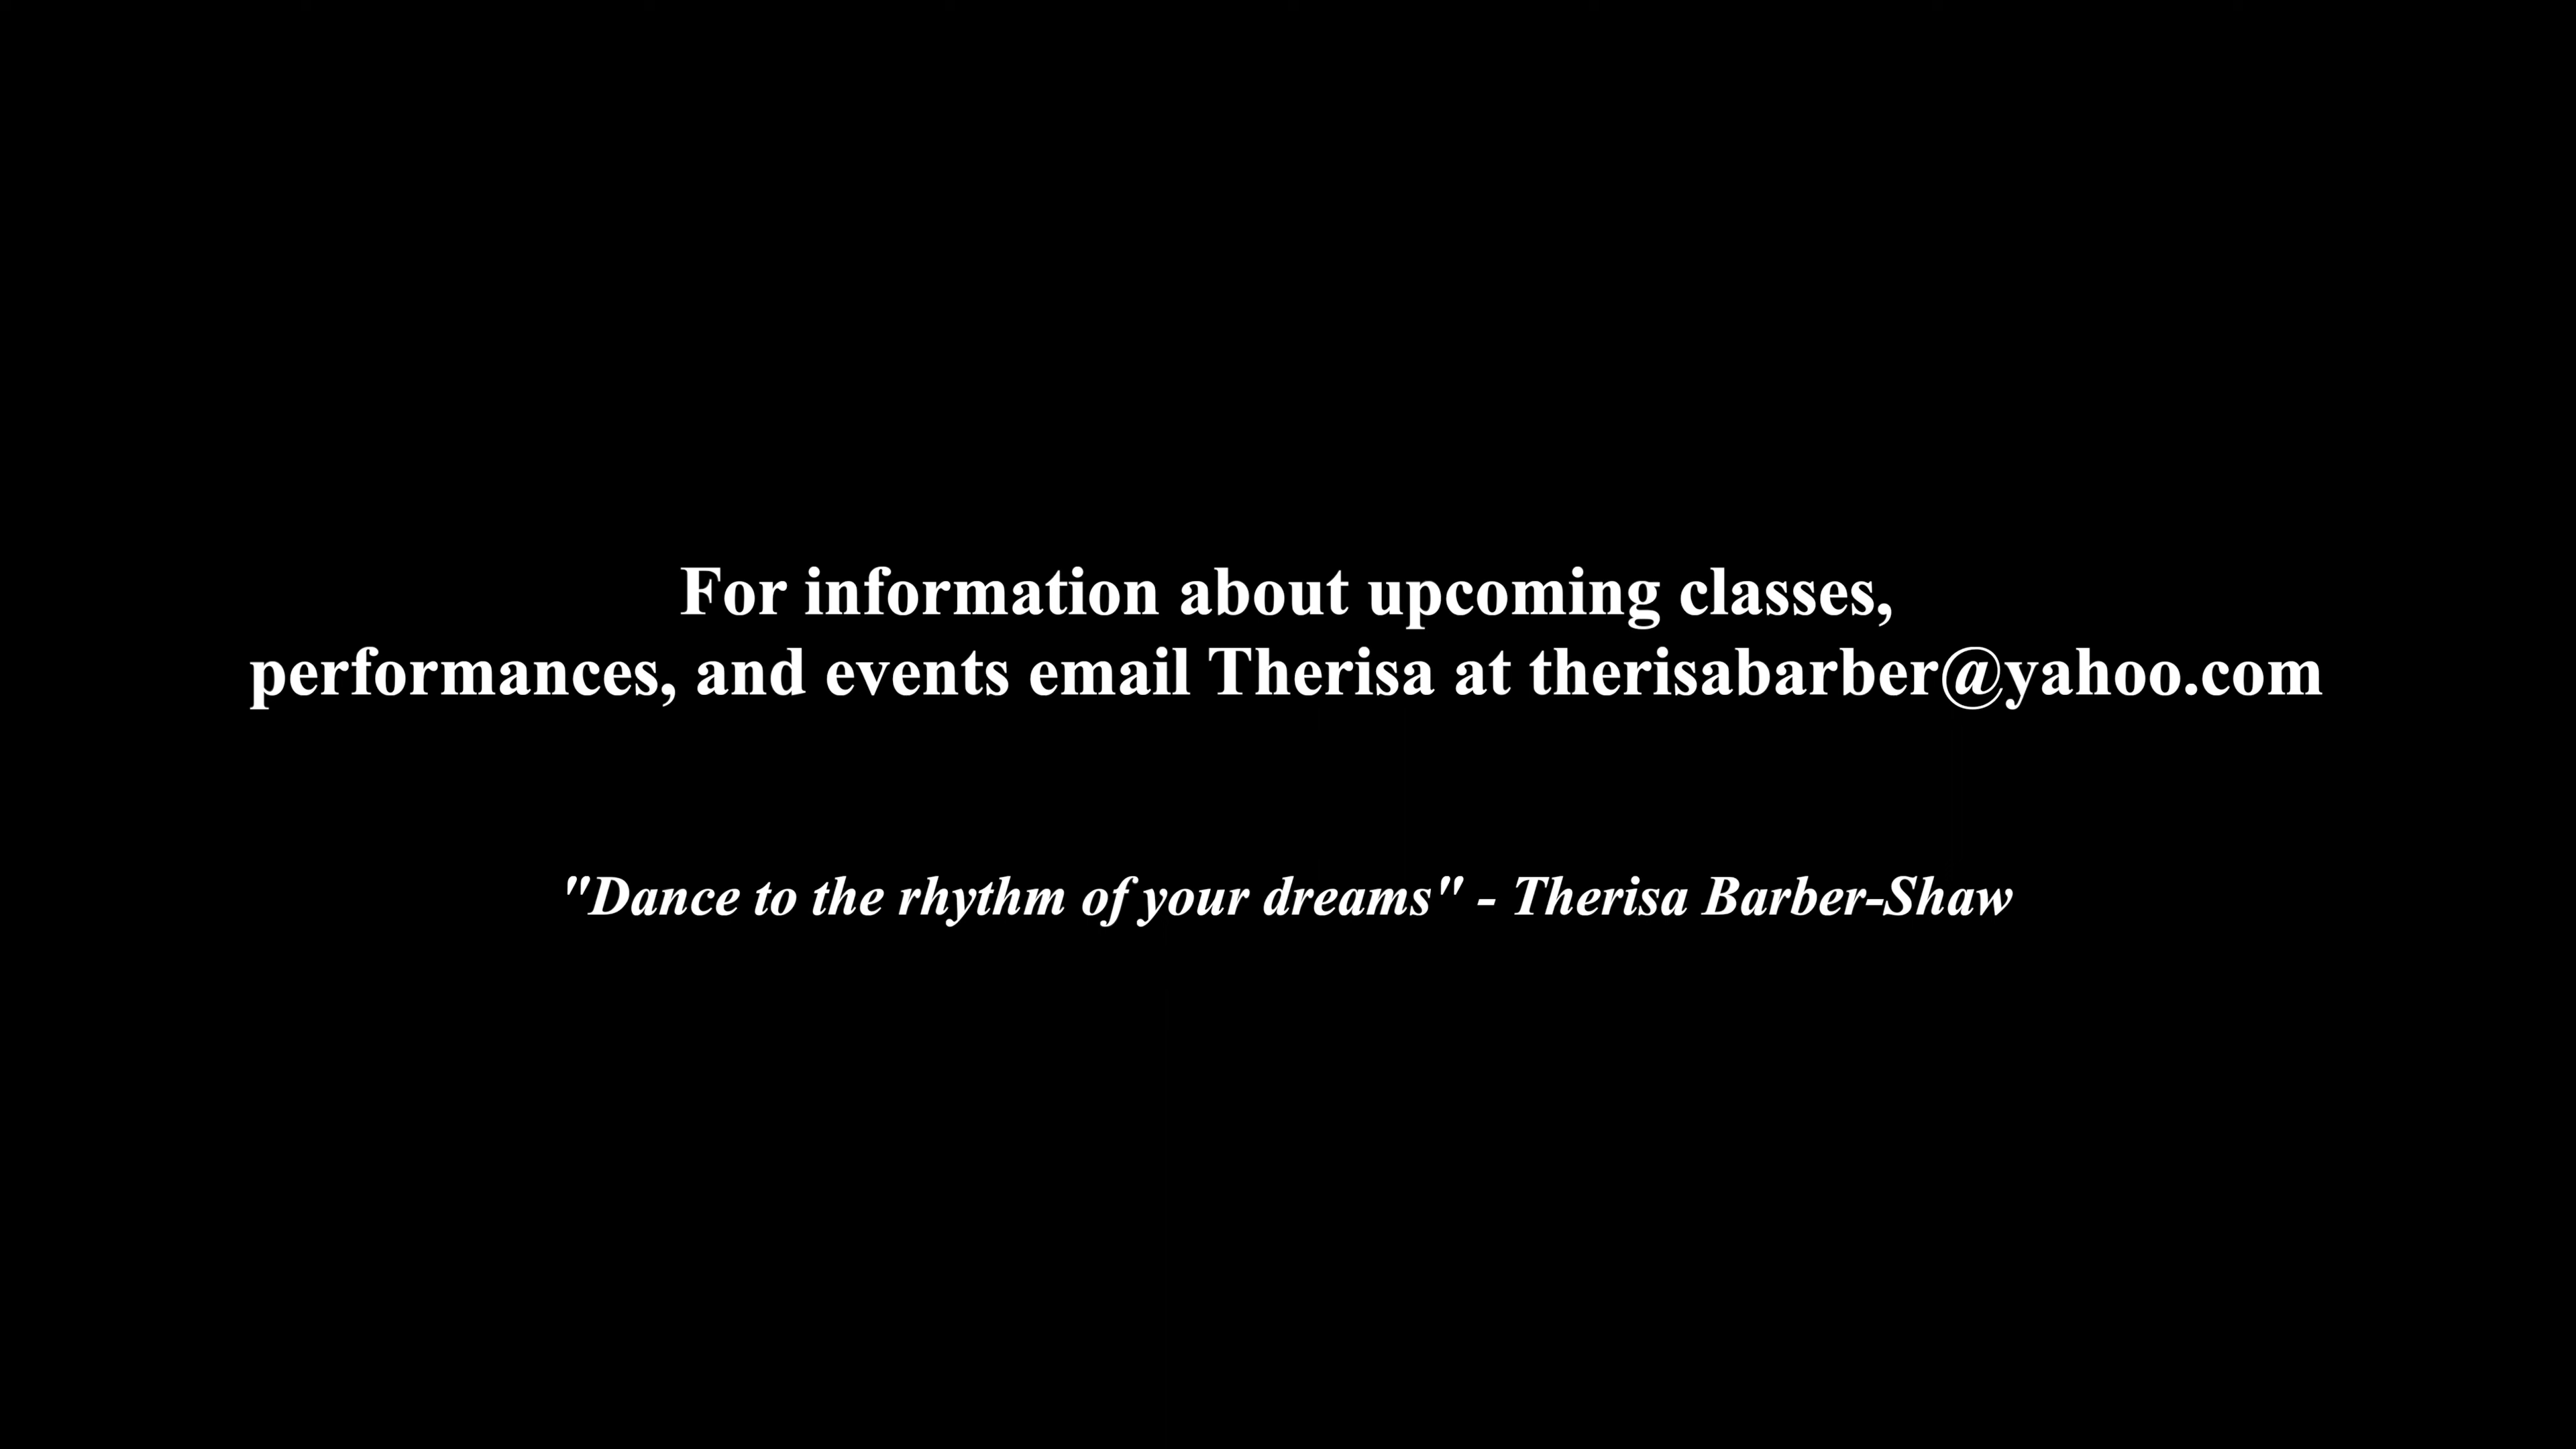 For information about upcoming classes,
performances, and events email Therisa at therisabarber@yahoo.com
"Dance to the rhythm of your dreams" - Therisa Barber-Shaw